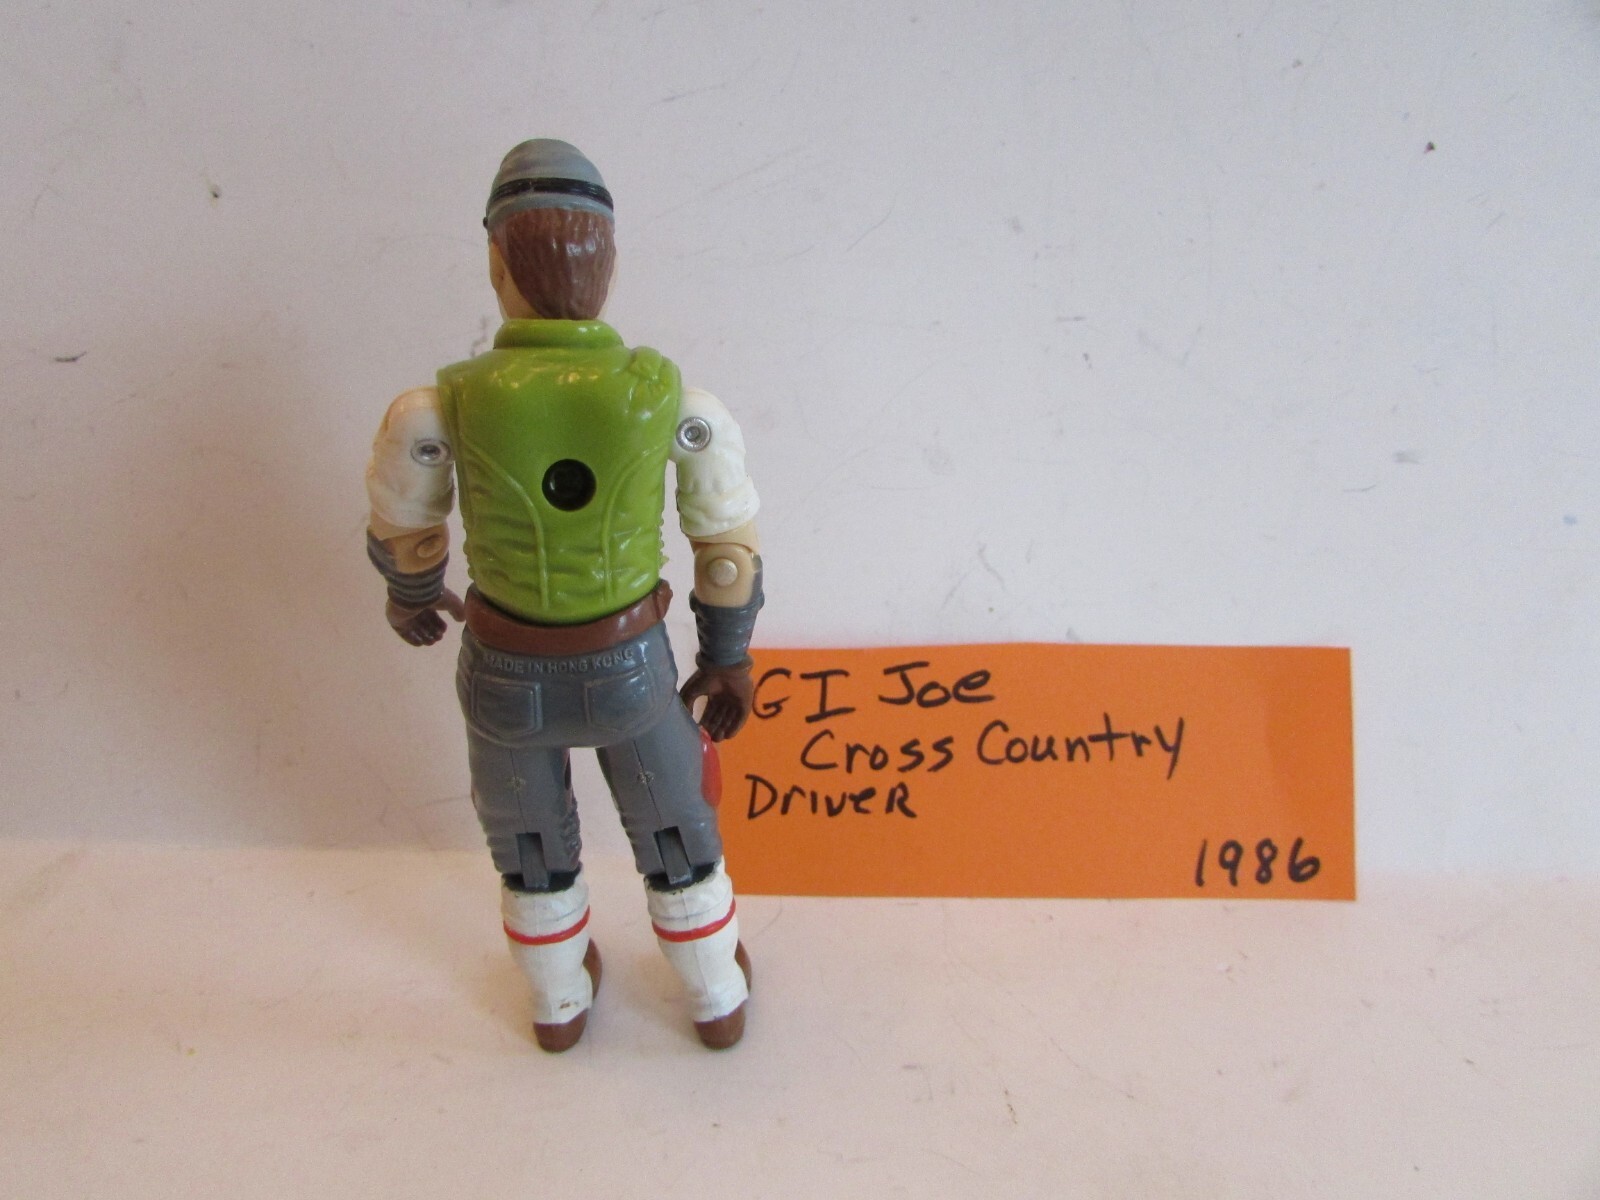 MADE IN HONG KONG
GI Joe
Cross Country
Driver
1986